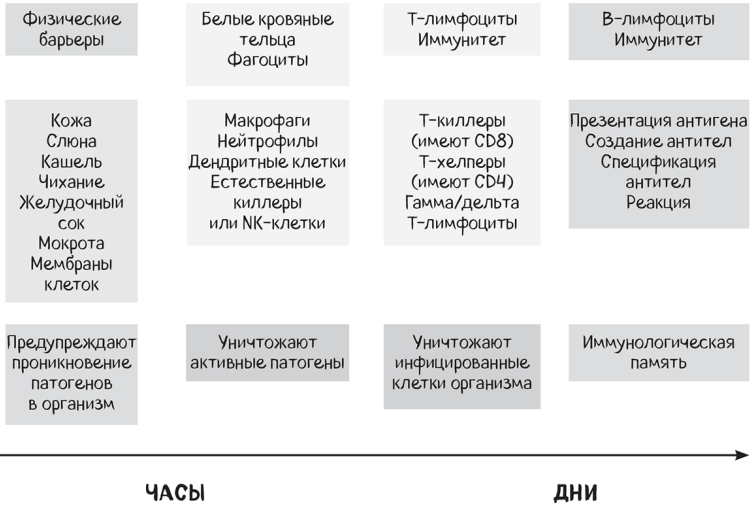 Физические
барьеры
Белые кровяные
тельца
Фагоциты
Т-лимфоциты
Иммунитет
В-лимфоциты
Иммунитет
Кожа
Слюна
Кашель
Чихание
Желудочный
сок
Мокрота
Мембраны
клеток
Макрофаги
Нейтрофилы
Дендритные клетки
Естественные
киллеры
или NK-клетки
Т-киллеры
(имеют CD8)
Т-хелперы
(имеют CD4)
Гамма/дельта
Т-лимфоциты
Презентация антигена
Создание антител
Спецификация
антител
Реакция
Предупреждают
проникновение
патогенов
в организм
Уничтожают
активные патогены
Уничтожают
инфицированные
клетки организма
Иммунологическая
память
ЧАСЫ
ДНИ